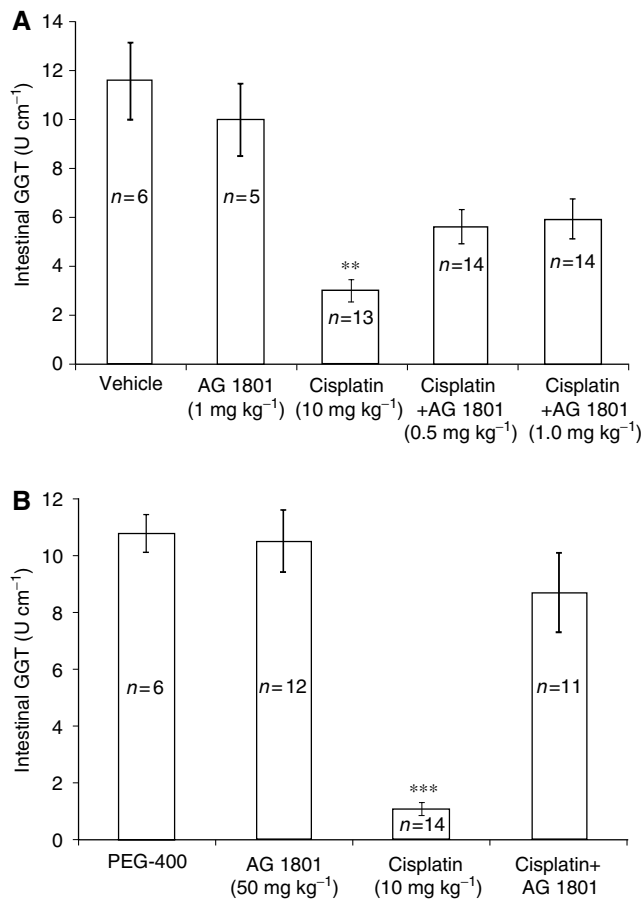 A
14
12
10
8
6
4
2
0
Intestinal GGT (U cm⁻¹)
n=6
n=5
**
n=13
n=14
n=14
Vehicle
AG 1801
(1 mg kg⁻¹)
Cisplatin
(10 mg kg⁻¹)
Cisplatin
+AG 1801
(0.5 mg kg⁻¹)
Cisplatin
+AG 1801
(1.0 mg kg⁻¹)
B
12
10
8
6
4
2
0
Intestinal GGT (U cm⁻¹)
n=6
n=12
***
n=14
n=11
PEG-400
AG 1801
(50 mg kg⁻¹)
Cisplatin
(10 mg kg⁻¹)
Cisplatin+
AG 1801